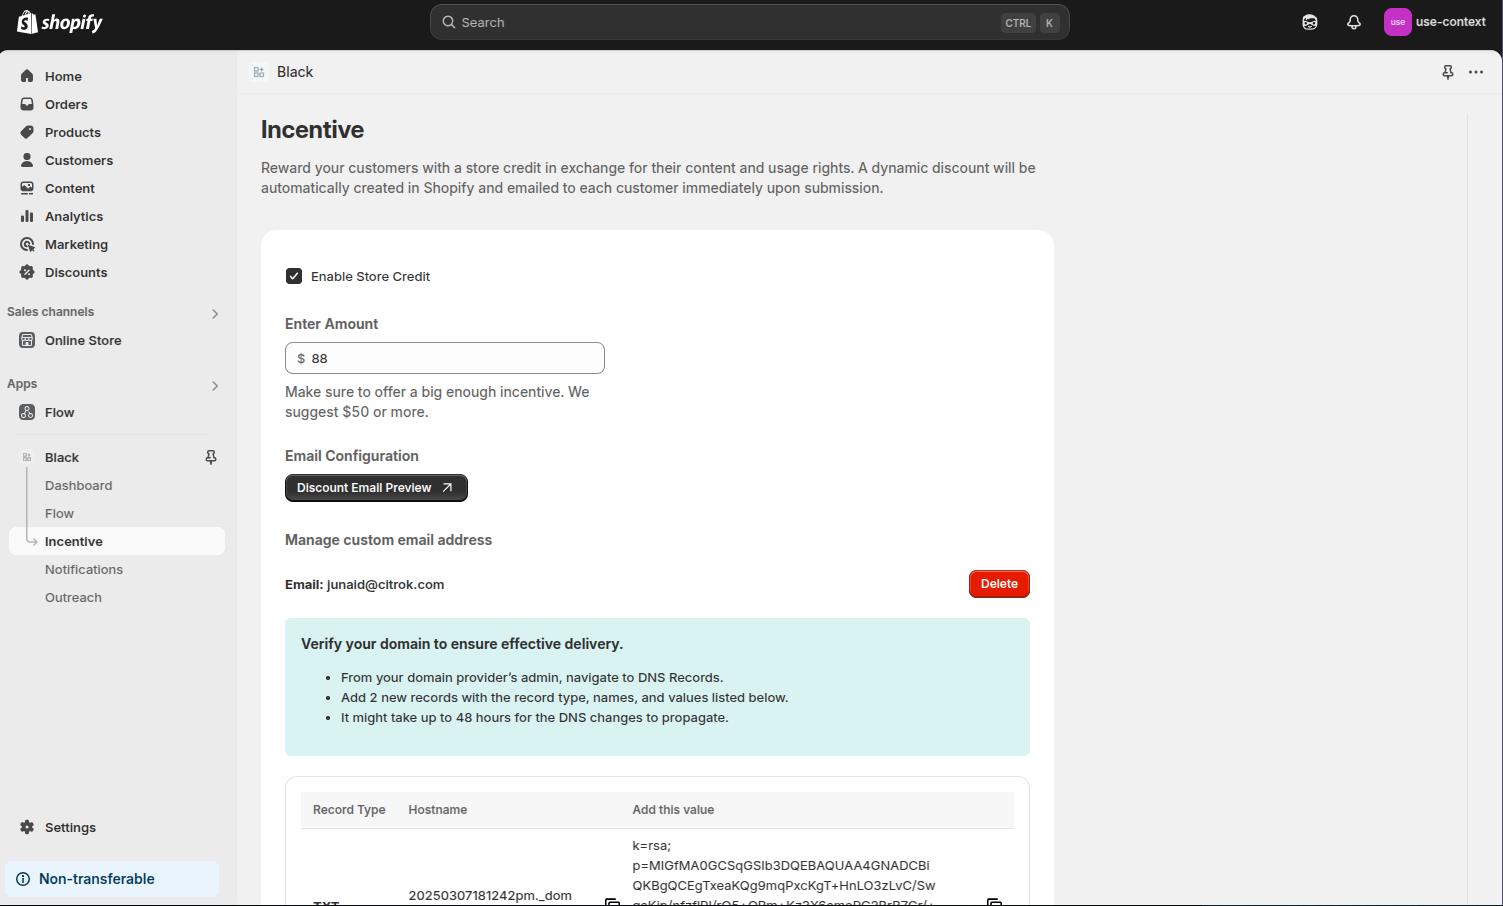 shopify
Search
CTRL K
use
use-context
Home
Orders
Products
Customers
Content
Analytics
Marketing
Discounts
Sales channels
Online Store
Apps
Flow
Black
Dashboard
Flow
Incentive
Notifications
Outreach
Settings
Non-transferable
Black
Incentive
Reward your customers with a store credit in exchange for their content and usage rights. A dynamic discount will be
automatically created in Shopify and emailed to each customer immediately upon submission.
Enable Store Credit
Enter Amount
$ 88
Make sure to offer a big enough incentive. We
suggest $50 or more.
Email Configuration
Discount Email Preview
Manage custom email address
Email: junaid@citrok.com
Delete
Verify your domain to ensure effective delivery.
• From your domain provider's admin, navigate to DNS Records.
• Add 2 new records with the record type, names, and values listed below.
• It might take up to 48 hours for the DNS changes to propagate.
Record Type Hostname Add this value
k=rsa;
p=MIGfMA0GCSqGSIb3DQEBAQUAA4GNADCBi
QKBgQCEgTxeaKQg9mqPxcKgT+HnLO3zLvC/Sw
20250307181242pm._dom
TXT